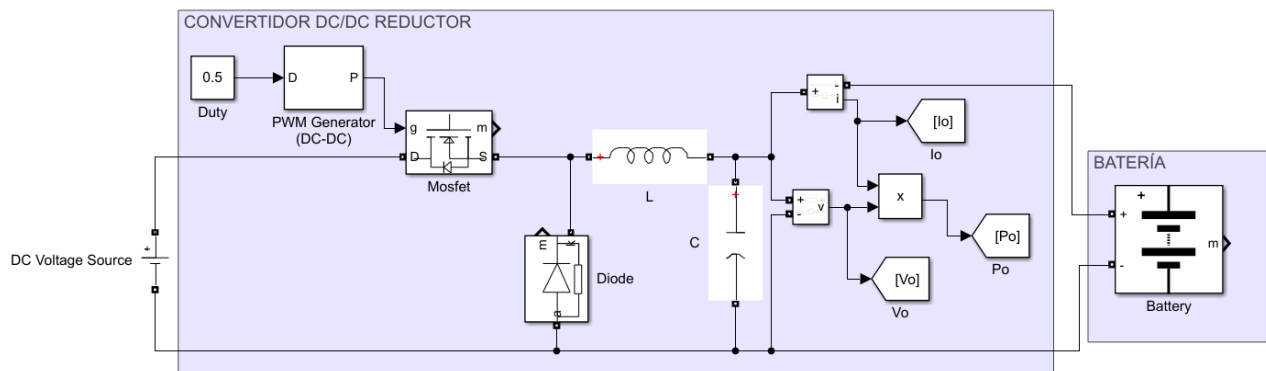 CONVERTIDOR DC/DC REDUCTOR
0.5
Duty
D
P
PWM Generator
(DC-DC)
g
m
D
S
Mosfet
+
L
+
-
i
[Io]
Io
BATERÍA
DC Voltage Source
+
m
k
a
Diode
C
+
+
-
v
x
[Po]
Po
[Vo]
Vo
+
+
-
m
Battery